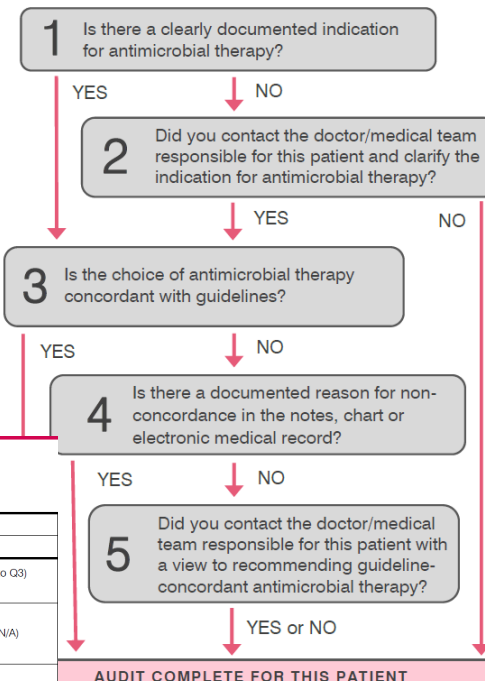 1 Is there a clearly documented indication
for antimicrobial therapy?
YES
NO
2 Did you contact the doctor/medical team
responsible for this patient and clarify the
indication for antimicrobial therapy?
YES
NO
3 Is the choice of antimicrobial therapy
concordant with guidelines?
YES
NO
4 Is there a documented reason for non-
concordance in the notes, chart or
electronic medical record?
YES
NO
5 Did you contact the doctor/medical
team responsible for this patient with
a view to recommending guideline-
concordant antimicrobial therapy?
o Q3)
N/A)
YES or NO
AUDIT COMPLETE FOR THIS PATIENT